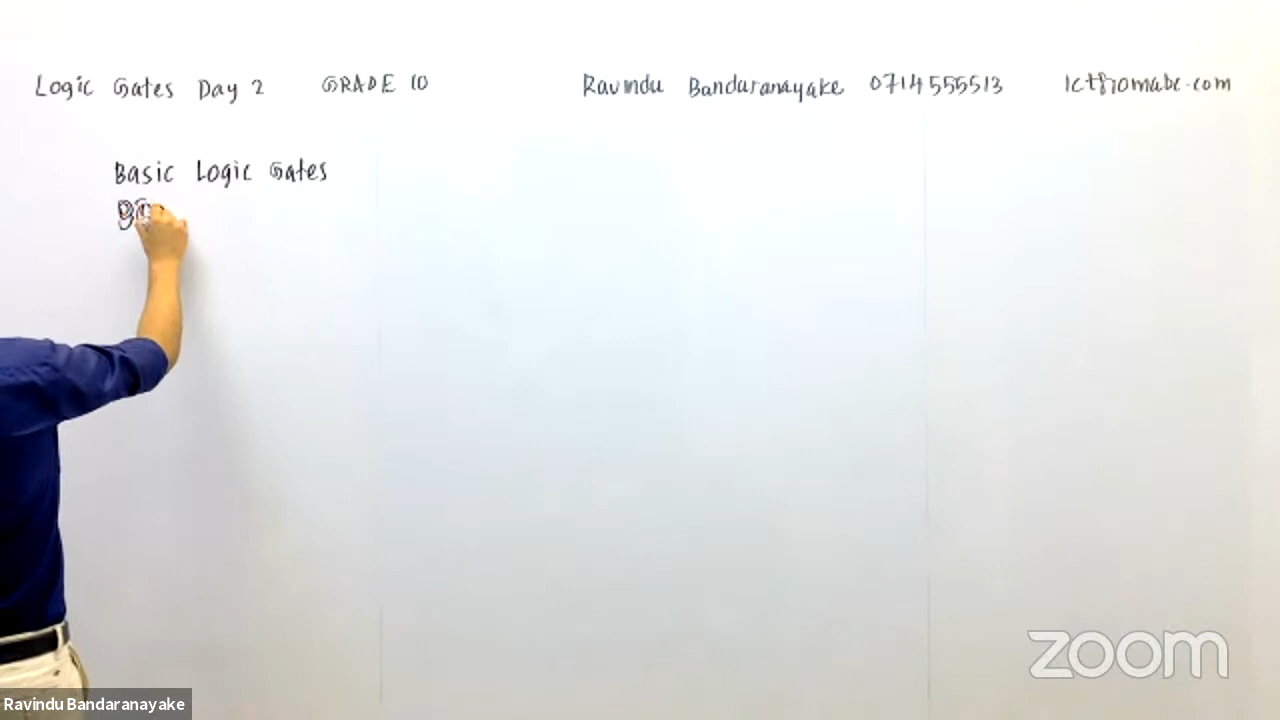 Logic Gates Day 2 GRADE 10 Ravindu Bandaranayake 0714555513 ictfromabc.com
Basic Logic Gates
zoom
Ravindu Bandaranayake